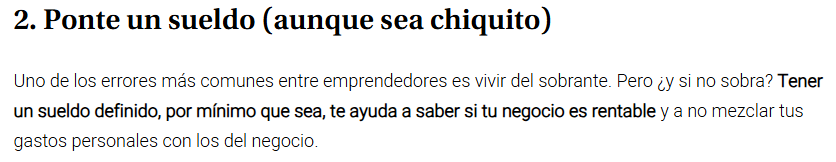 2. Ponte un sueldo (aunque sea chiquito)
Uno de los errores más comunes entre emprendedores es vivir del sobrante. Pero ¿y si no sobra? Tener
un sueldo definido, por mínimo que sea, te ayuda a saber si tu negocio es rentable y a no mezclar tus
gastos personales con los del negocio.